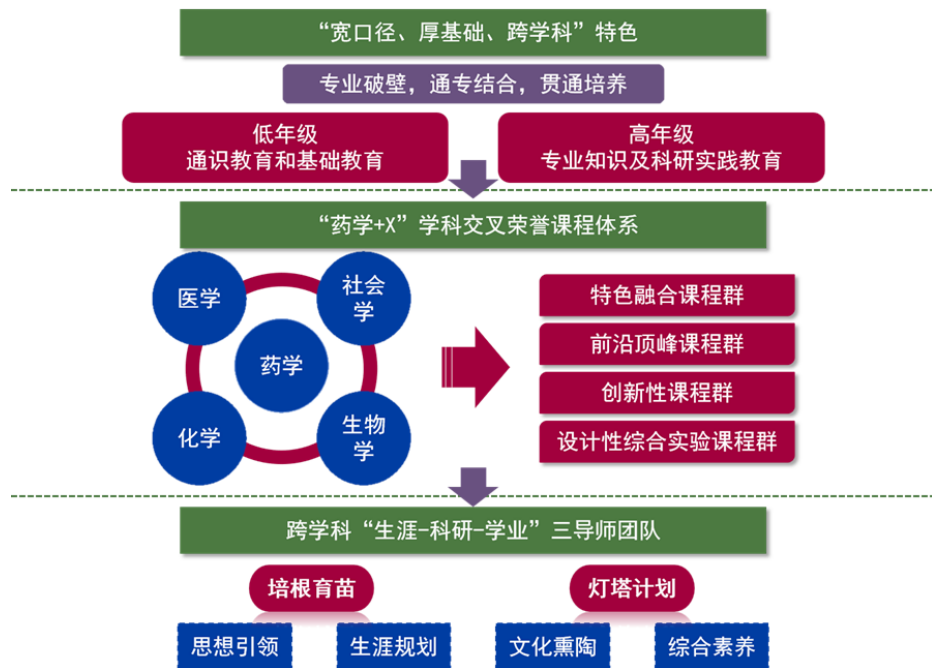 “宽口径、厚基础、跨学科”特色
专业破壁，通专结合，贯通培养
低年级
通识教育和基础教育
高年级
专业知识及科研实践教育
“药学+X”学科交叉荣誉课程体系
医学
社会
学
药学
化学
生物
学
特色融合课程群
前沿顶峰课程群
创新性课程群
设计性综合实验课程群
跨学科“生涯-科研-学业”三导师团队
培根育苗
灯塔计划
思想引领
生涯规划
文化熏陶
综合素养